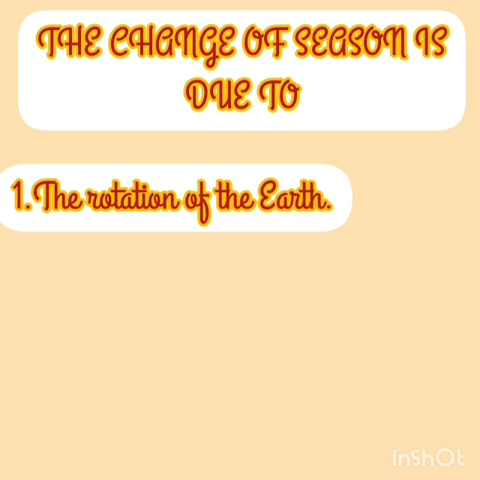 THE CHANGE OF SEASON IS
DUE TO
1.The rotation of the Earth.
InShOt